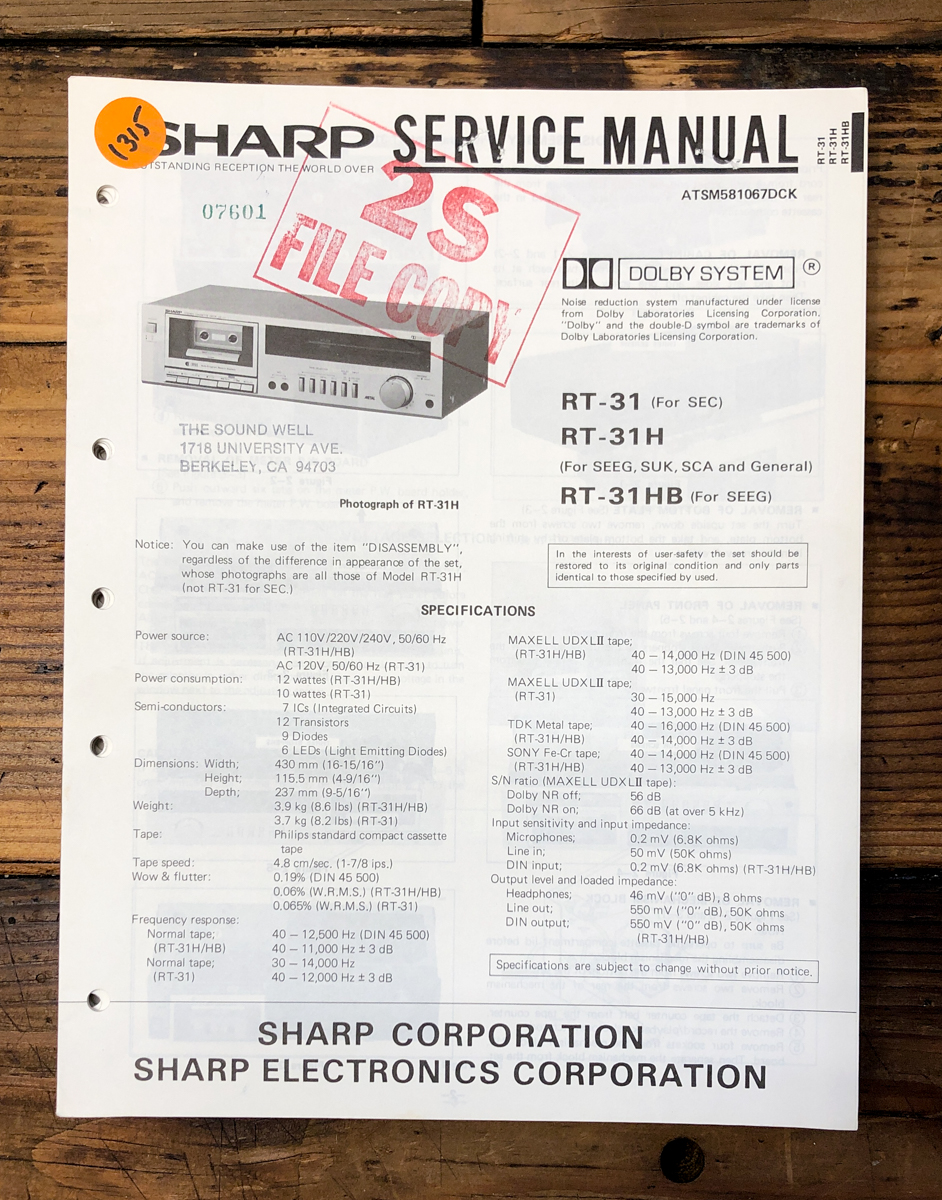 1315
SHARP SERVICE MANUAL
OUTSTANDING RECEPTION THE WORLD OVER
RT-31
RT-31H
RT-31HB
ATSM581067DCK
07601
2S
FILE COPY
DOLBY SYSTEM ®
Noise reduction system manufactured under license
from Dolby Laboratories Licensing Corporation.
"Dolby" and the double-D symbol are trademarks of
Dolby Laboratories Licensing Corporation.
SHARP
RT-31 (For SEC)
RT-31H
(For SEEG, SUK, SCA and General)
RT-31HB (For SEEG)
THE SOUND WELL
1718 UNIVERSITY AVE.
BERKELEY, CA 94703
Photograph of RT-31H
Notice: You can make use of the item "DISASSEMBLY",
regardless of the difference in appearance of the set,
whose photographs are all those of Model RT-31H
(not RT-31 for SEC.)
In the interests of user-safety the set should be
restored to its original condition and only parts
identical to those specified by used.
SPECIFICATIONS
Power source: AC 110V/220V/240V, 50/60 Hz
(RT-31H/HB)
AC 120V, 50/60 Hz (RT-31)
Power consumption: 12 wattes (RT-31H/HB)
10 wattes (RT-31)
Semi-conductors: 7 ICs (Integrated Circuits)
12 Transistors
9 Diodes
6 LEDs (Light Emitting Diodes)
Dimensions: Width; 430 mm (16-15/16")
Height; 115.5 mm (4-9/16")
Depth; 237 mm (9-5/16")
Weight: 3.9 kg (8.6 lbs) (RT-31H/HB)
3.7 kg (8.2 lbs) (RT-31)
Tape: Philips standard compact cassette
tape
Tape speed: 4.8 cm/sec. (1-7/8 ips.)
Wow & flutter: 0.19% (DIN 45 500)
0.06% (W.R.M.S.) (RT-31H/HB)
0.065% (W.R.M.S.) (RT-31)
Frequency response:
Normal tape; 40 – 12,500 Hz (DIN 45 500)
(RT-31H/HB) 40 – 11,000 Hz ± 3 dB
Normal tape; 30 – 14,000 Hz
(RT-31) 40 – 12,000 Hz ± 3 dB
MAXELL UDXLII tape;
(RT-31H/HB) 40 – 14,000 Hz (DIN 45 500)
40 – 13,000 Hz ± 3 dB
MAXELL UDXLII tape;
(RT-31) 30 – 15,000 Hz
40 – 13,000 Hz ± 3 dB
TDK Metal tape; 40 – 16,000 Hz (DIN 45 500)
(RT-31H/HB) 40 – 14,000 Hz ± 3 dB
SONY Fe-Cr tape; 40 – 14,000 Hz (DIN 45 500)
(RT-31H/HB) 40 – 13,000 Hz ± 3 dB
S/N ratio (MAXELL UDXLII tape):
Dolby NR off; 56 dB
Dolby NR on; 66 dB (at over 5 kHz)
Input sensitivity and input impedance:
Microphones; 0.2 mV (6.8K ohms)
Line in; 50 mV (50K ohms)
DIN input; 0.2 mV (6.8K ohms) (RT-31H/HB)
Output level and loaded impedance:
Headphones; 46 mV ("0" dB), 8 ohms
Line out; 550 mV ("0" dB), 50K ohms
DIN output; 550 mV ("0" dB), 50K ohms
(RT-31H/HB)
Specifications are subject to change without prior notice.
SHARP CORPORATION
SHARP ELECTRONICS CORPORATION